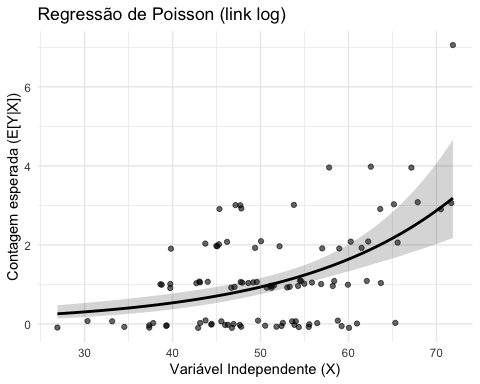 Regressão de Poisson (link log)
Contagem esperada (E[Y|X])
6
4
2
0
30 40 50 60 70
Variável Independente (X)